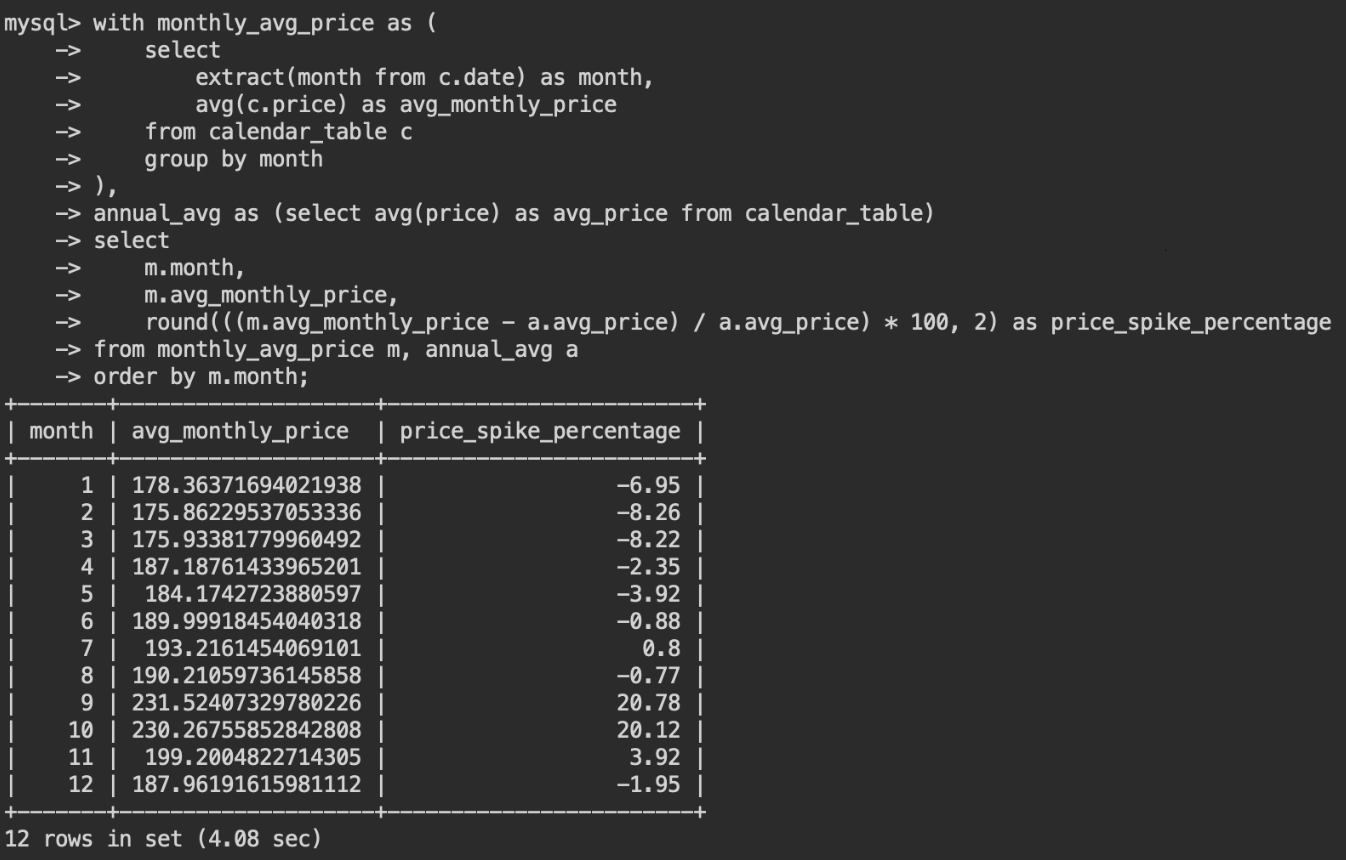 mysql> with monthly_avg_price as (
    ->     select
    ->         extract(month from c.date) as month,
    ->         avg(c.price) as avg_monthly_price
    ->     from calendar_table c
    ->     group by month
    -> ),
    -> annual_avg as (select avg(price) as avg_price from calendar_table)
    -> select
    ->     m.month,
    ->     m.avg_monthly_price,
    ->     round(((m.avg_monthly_price - a.avg_price) / a.avg_price) * 100, 2) as price_spike_percentage
    -> from monthly_avg_price m, annual_avg a
    -> order by m.month;
+-------+--------------------+------------------------+
| month | avg_monthly_price  | price_spike_percentage |
+-------+--------------------+------------------------+
|     1 | 178.36371694021938 |                  -6.95 |
|     2 | 175.86229537053336 |                  -8.26 |
|     3 | 175.93381779960492 |                  -8.22 |
|     4 | 187.18761433965201 |                  -2.35 |
|     5 |  184.1742723880597 |                  -3.92 |
|     6 | 189.99918454040318 |                  -0.88 |
|     7 |  193.2161454069101 |                    0.8 |
|     8 | 190.21059736145858 |                  -0.77 |
|     9 | 231.52407329780226 |                  20.78 |
|    10 | 230.26755852842808 |                  20.12 |
|    11 |  199.2004822714305 |                   3.92 |
|    12 | 187.96191615981112 |                  -1.95 |
+-------+--------------------+------------------------+
12 rows in set (4.08 sec)